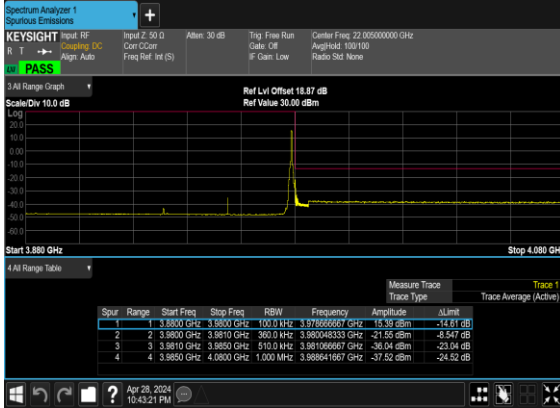 Spectrum Analyzer 1
Spurious Emissions
+
KEYSIGHT Input: RF Input Z: 50 Ω Atten: 30 dB Trig: Free Run Center Freq: 22.005000000 GHz
R T Coupling: DC Corr CCorr Gate: Off Avg|Hold: 100/100
Align: Auto Freq Ref: Int (S) IF Gain: Low Radio Std: None
LW PASS
3 All Range Graph
Ref Lvl Offset 18.87 dB
Scale/Div 10.0 dB Ref Value 30.00 dBm
Log
20.0
10.0
0.00
-10.0
-20.0
-30.0
-40.0
-50.0
-60.0
Start 3.880 GHz Stop 4.080 GH
4 All Range Table
Measure Trace Trace 1
Trace Type Trace Average (Active)
Spur Range Start Freq Stop Freq RBW Frequency Amplitude ΔLimit
1 1 3.8800 GHz 3.9800 GHz 100.0 kHz 3.978666667 GHz 15.39 dBm -14.61 dB
2 2 3.9800 GHz 3.9810 GHz 360.0 kHz 3.980048333 GHz -21.55 dBm -8.547 dB
3 3 3.9810 GHz 3.9850 GHz 510.0 kHz 3.981066667 GHz -36.04 dBm -23.04 dB
4 4 3.9850 GHz 4.0800 GHz 1.000 MHz 3.988641667 GHz -37.52 dBm -24.52 dB
? Apr 28, 2024
10:43:21 PM